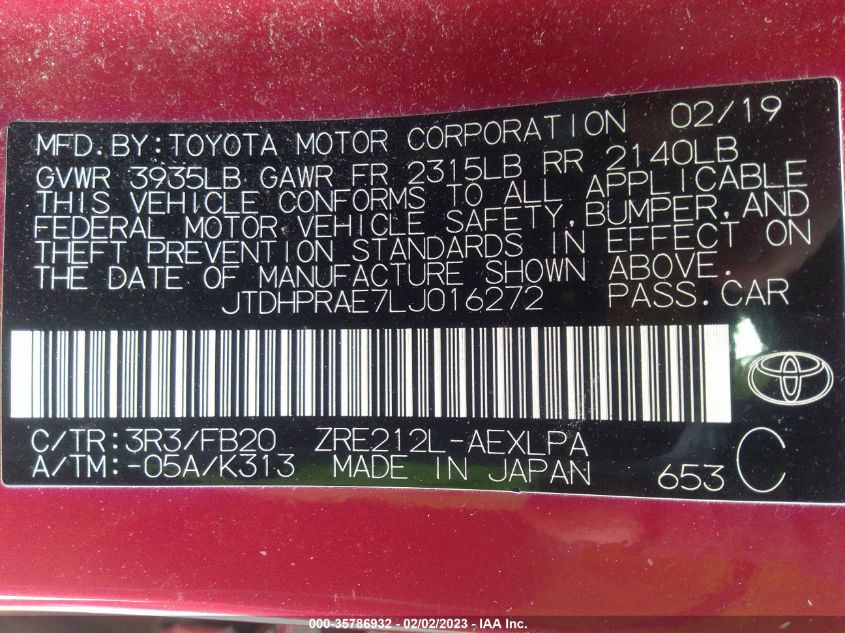 MFD.BY:TOYOTA MOTOR CORPORATION 02/19
GVWR 3935LB GAWR FR 2315LB RR 2140LB
THIS VEHICLE CONFORMS TO ALL APPLICABLE
FEDERAL MOTOR VEHICLE SAFETY,BUMPER,AND
THEFT PREVENTION STANDARDS IN EFFECT ON
THE DATE OF MANUFACTURE SHOWN ABOVE.
JTDHPRAE7LJ016272 PASS.CAR
C/TR:3R3/FB20 ZRE212L-AEXLPA
A/TM:-05A/K313 MADE IN JAPAN 653 C
000-35786932 - 02/02/2023 - IAA Inc.